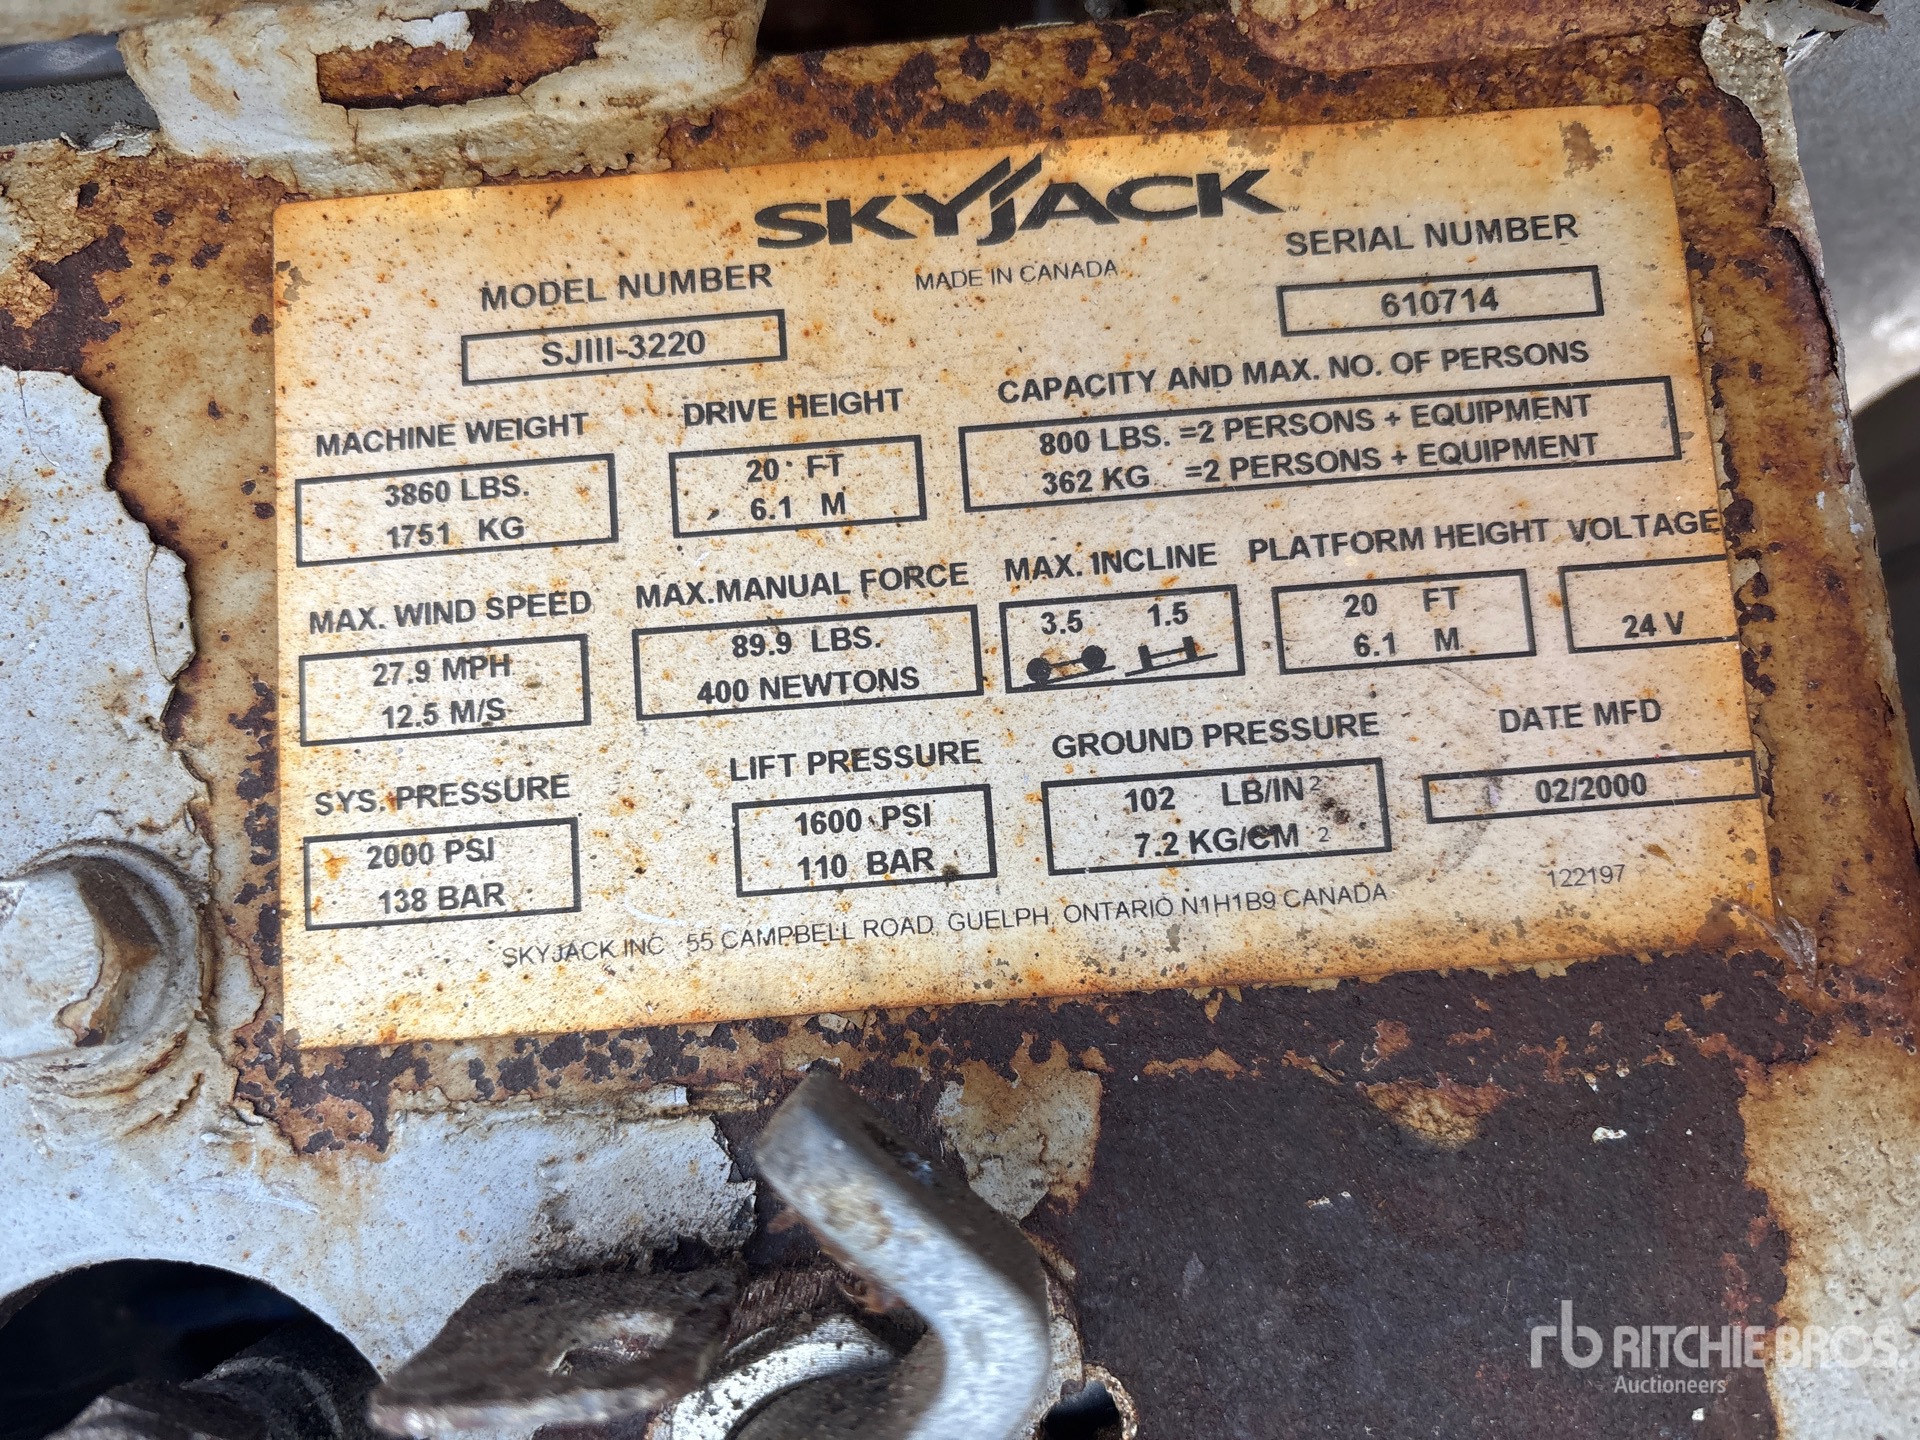 SKYJACK
MADE IN CANADA
MODEL NUMBER
SJIII-3220
SERIAL NUMBER
610714
MACHINE WEIGHT
3860 LBS.
1751 KG
DRIVE HEIGHT
20 FT
6.1 M
CAPACITY AND MAX. NO. OF PERSONS
800 LBS. =2 PERSONS + EQUIPMENT
362 KG =2 PERSONS + EQUIPMENT
MAX. WIND SPEED
27.9 MPH
12.5 M/S
MAX.MANUAL FORCE
89.9 LBS.
400 NEWTONS
MAX. INCLINE
3.5 1.5
PLATFORM HEIGHT
20 FT
6.1 M
VOLTAGE
24 V
SYS. PRESSURE
2000 PSI
138 BAR
LIFT PRESSURE
1600 PSI
110 BAR
GROUND PRESSURE
102 LB/IN 2
7.2 KG/CM 2
DATE MFD
02/2000
SKYJACK INC. 55 CAMPBELL ROAD, GUELPH, ONTARIO N1H1B9 CANADA
122197
rb RITCHIE BROS.
Auctioneers